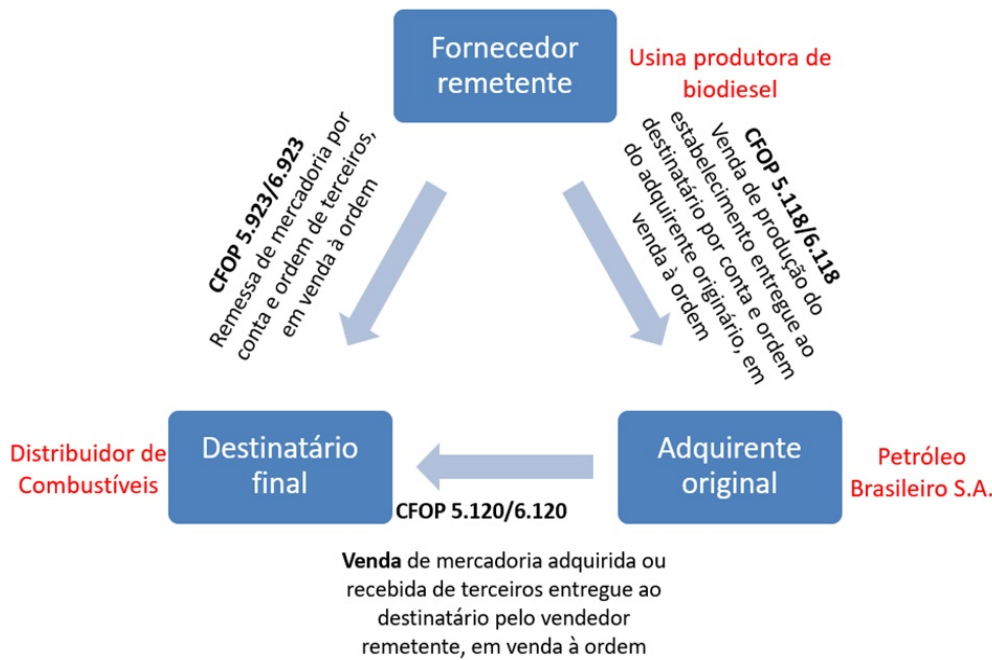 Fornecedor
remetente
Usina produtora de
biodiesel
CFOP 5.923/6.923
Remessa de mercadoria por
conta e ordem de terceiros,
em venda à ordem
CFOP 5.118/6.118
Venda de produção do
estabelecimento entregue ao
destinatário por conta e ordem
do adquirente originário, em
venda à ordem
Distribuidor de
Combustíveis
Destinatário
final
Adquirente
original
Petróleo
Brasileiro S.A.
CFOP 5.120/6.120
Venda de mercadoria adquirida ou
recebida de terceiros entregue ao
destinatário pelo vendedor
remetente, em venda à ordem